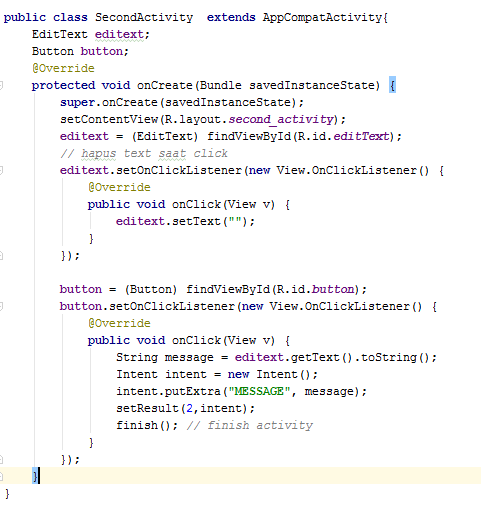 public class SecondActivity  extends AppCompatActivity{
    EditText editext;
    Button button;
    @Override
    protected void onCreate(Bundle savedInstanceState) {
        super.onCreate(savedInstanceState);
        setContentView(R.layout.second_activity);
        editext = (EditText) findViewById(R.id.editText);
        // hapus text saat click
        editext.setOnClickListener(new View.OnClickListener() {
            @Override
            public void onClick(View v) {
                editext.setText("");
            }
        });

        button = (Button) findViewById(R.id.button);
        button.setOnClickListener(new View.OnClickListener() {
            @Override
            public void onClick(View v) {
                String message = editext.getText().toString();
                Intent intent = new Intent();
                intent.putExtra("MESSAGE", message);
                setResult(2,intent);
                finish(); // finish activity
            }
        });
    }
}